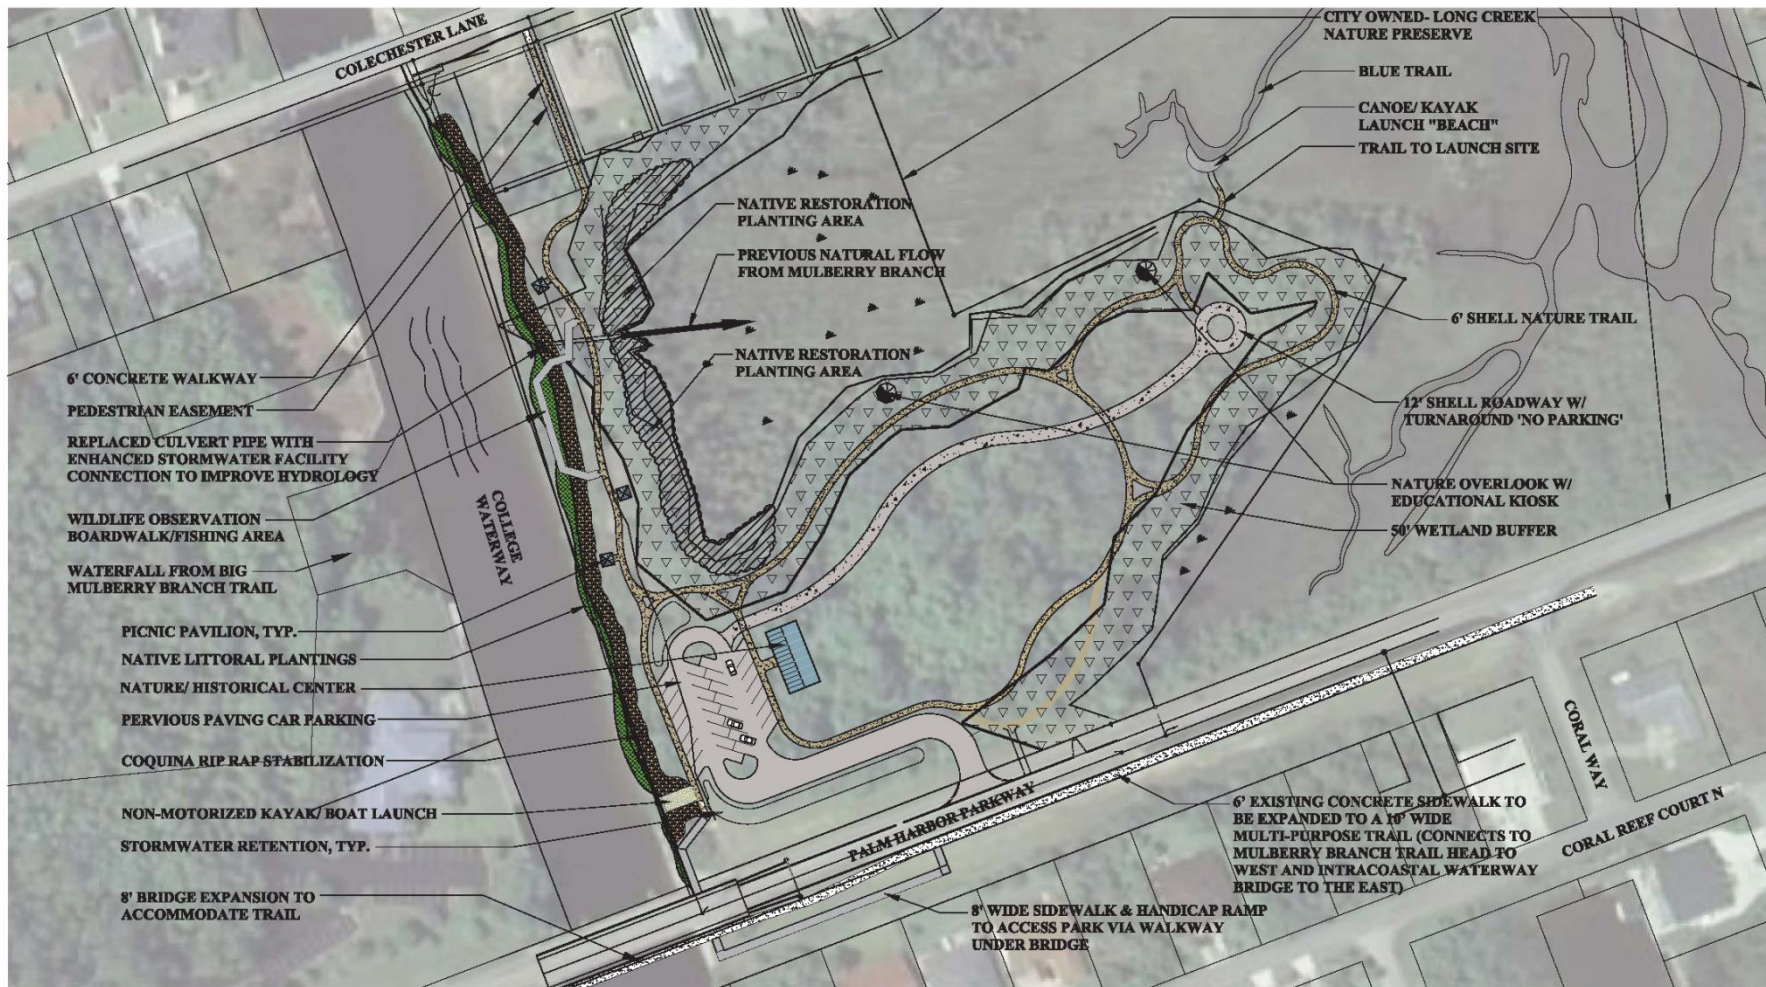 COLECHESTER LANE
CITY OWNED- LONG CREEK
NATURE PRESERVE
BLUE TRAIL
CANOE/ KAYAK
LAUNCH "BEACH"
TRAIL TO LAUNCH SITE
NATIVE RESTORATION
PLANTING AREA
PREVIOUS NATURAL FLOW
FROM MULBERRY BRANCH
NATIVE RESTORATION
PLANTING AREA
6' SHELL NATURE TRAIL
12' SHELL ROADWAY W/
TURNAROUND 'NO PARKING'
NATURE OVERLOOK W/
EDUCATIONAL KIOSK
50' WETLAND BUFFER
6' CONCRETE WALKWAY
PEDESTRIAN EASEMENT
REPLACED CULVERT PIPE WITH
ENHANCED STORMWATER FACILITY
CONNECTION TO IMPROVE HYDROLOGY
WILDLIFE OBSERVATION
BOARDWALK/FISHING AREA
WATERFALL FROM BIG
MULBERRY BRANCH TRAIL
PICNIC PAVILION, TYP.
NATIVE LITTORAL PLANTINGS
NATURE/ HISTORICAL CENTER
PERVIOUS PAVING CAR PARKING
COQUINA RIP RAP STABILIZATION
NON-MOTORIZED KAYAK/ BOAT LAUNCH
STORMWATER RETENTION, TYP.
8' BRIDGE EXPANSION TO
ACCOMMODATE TRAIL
COLLEGE
WATERWAY
PALM HARBOR PARKWAY
8' WIDE SIDEWALK & HANDICAP RAMP
TO ACCESS PARK VIA WALKWAY
UNDER BRIDGE
6' EXISTING CONCRETE SIDEWALK TO
BE EXPANDED TO A 10' WIDE
MULTI-PURPOSE TRAIL (CONNECTS TO
MULBERRY BRANCH TRAIL HEAD TO
WEST AND INTRACOASTAL WATERWAY
BRIDGE TO THE EAST)
CORAL WAY
CORAL REEF COURT N